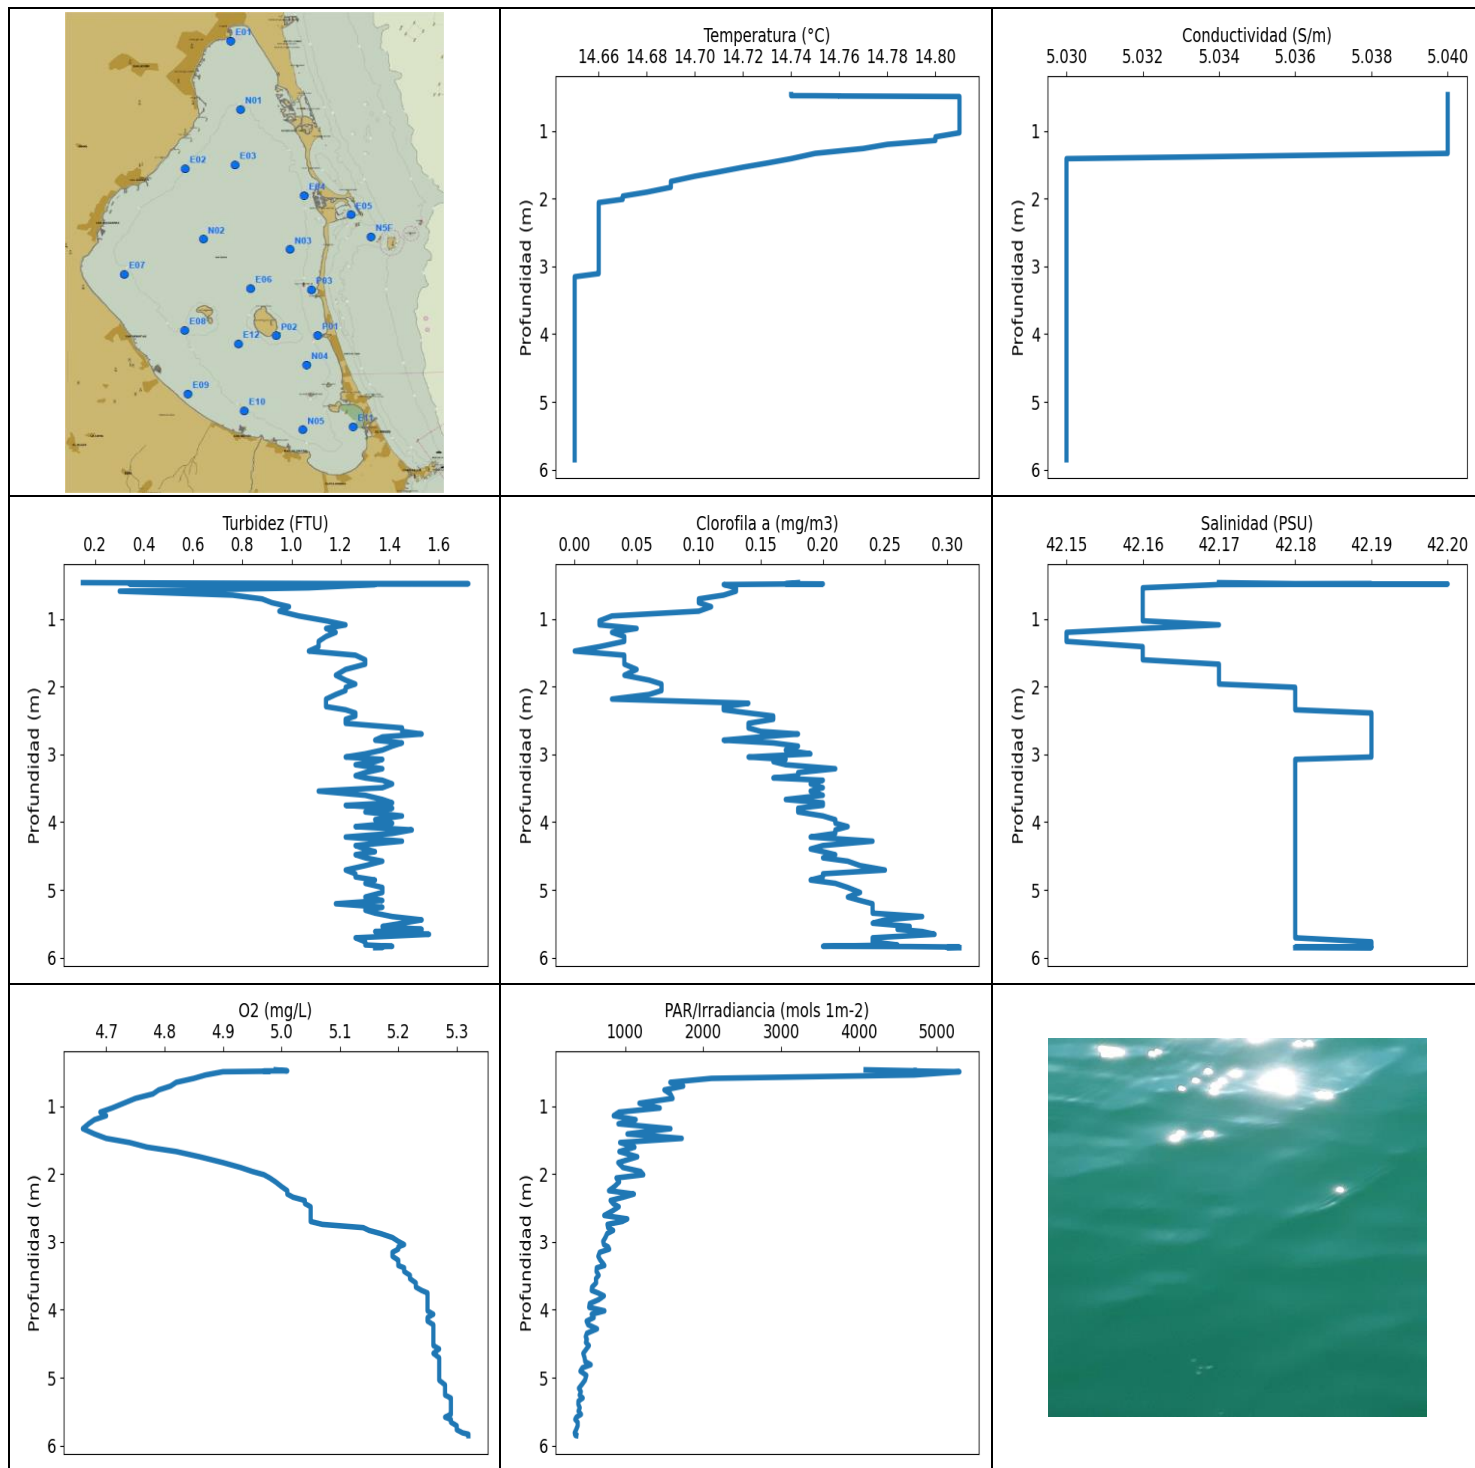 E01
N01
E02
E03
E04
E05
N5F
N02
N03
E07
E06
P03
E08
P02
P01
E12
N04
E09
E10
N05
Temperatura (°C)
14.66 14.68 14.70 14.72 14.74 14.76 14.78 14.80
Profundidad (m)
1
2
3
4
5
6
Conductividad (S/m)
5.030 5.032 5.034 5.036 5.038 5.040
Profundidad (m)
1
2
3
4
5
6
Turbidez (FTU)
0.2 0.4 0.6 0.8 1.0 1.2 1.4 1.6
Profundidad (m)
1
2
3
4
5
6
Clorofila a (mg/m3)
0.00 0.05 0.10 0.15 0.20 0.25 0.30
Profundidad (m)
1
2
3
4
5
6
Salinidad (PSU)
42.15 42.16 42.17 42.18 42.19 42.20
Profundidad (m)
1
2
3
4
5
6
O2 (mg/L)
4.7 4.8 4.9 5.0 5.1 5.2 5.3
Profundidad (m)
1
2
3
4
5
6
PAR/Irradiancia (mols 1m-2)
1000 2000 3000 4000 5000
Profundidad (m)
1
2
3
4
5
6